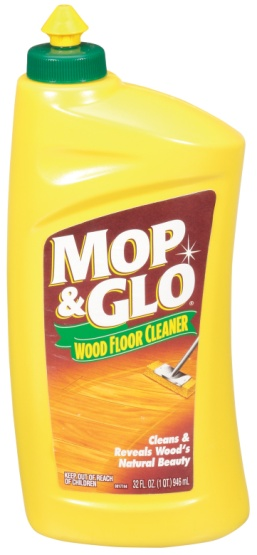 MOP
& GLO®
WOOD FLOOR CLEANER
Cleans &
Reveals Wood's
Natural Beauty
KEEP OUT OF REACH
OF CHILDREN
32 FL. OZ. (1 QT.) 946 mL